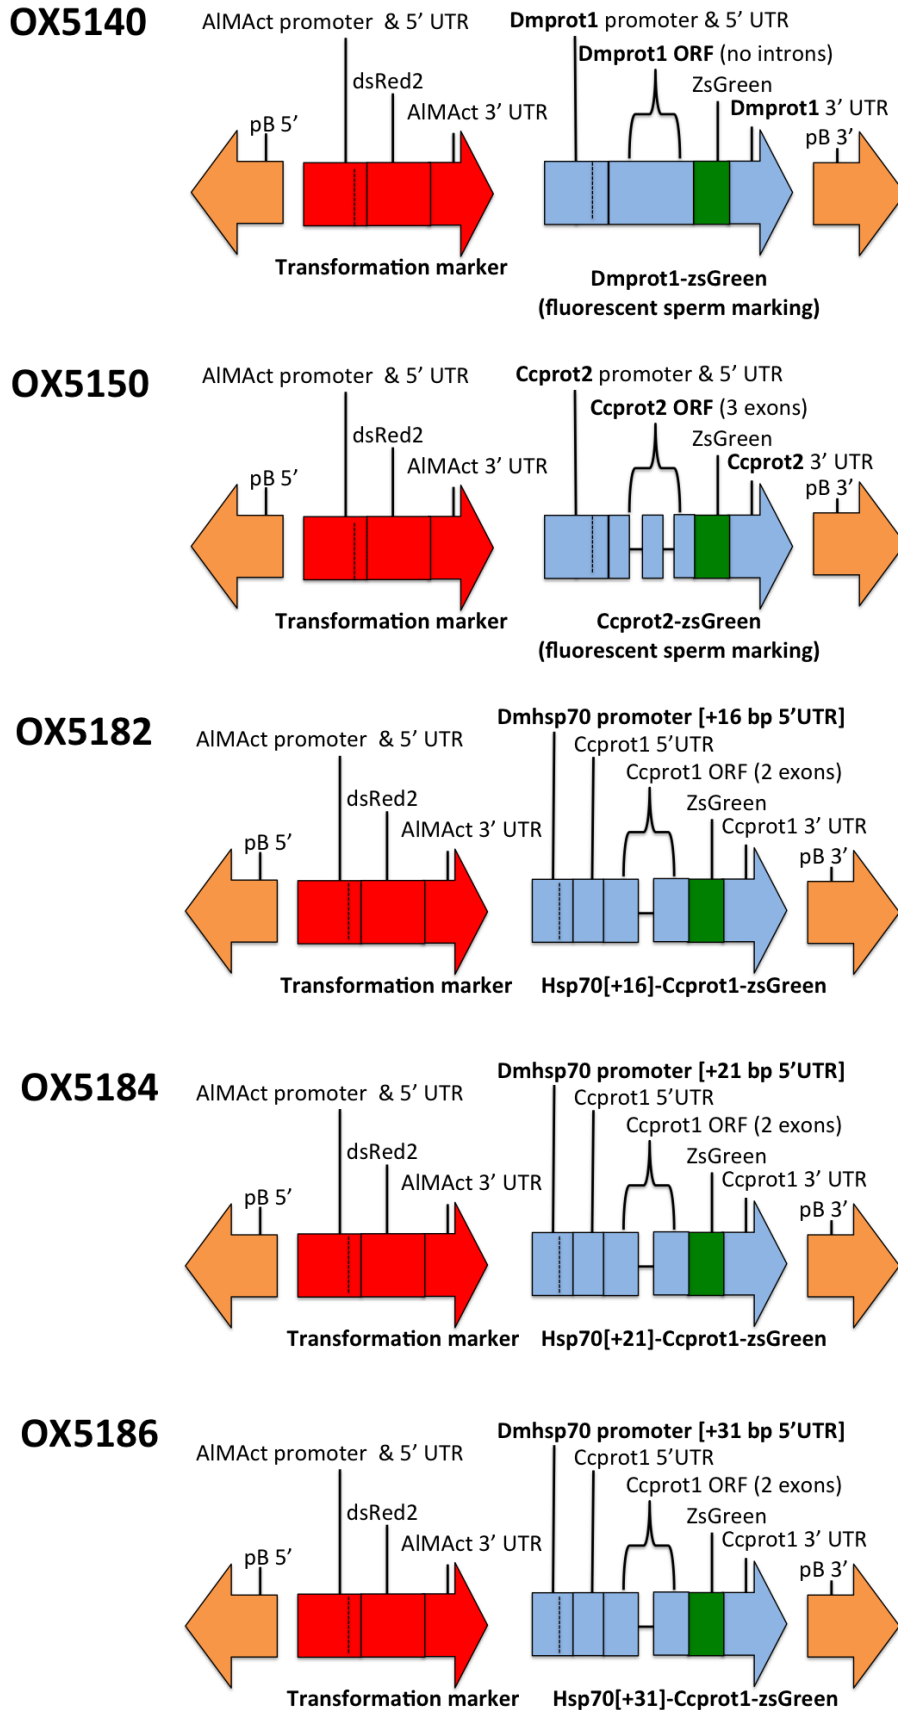 OX5140
AlMAct promoter & 5’ UTR
Dmprot1 promoter & 5’ UTR
Dmprot1 ORF (no introns)
dsRed2
ZsGreen
AlMAct 3’ UTR
Dmprot1 3’ UTR
pB 5’
pB 3’
Transformation marker
Dmprot1-zsGreen
(fluorescent sperm marking)
OX5150
AlMAct promoter & 5’ UTR
Ccprot2 promoter & 5’ UTR
Ccprot2 ORF (3 exons)
dsRed2
ZsGreen
AlMAct 3’ UTR
Ccprot2 3’ UTR
pB 5’
pB 3’
Transformation marker
Ccprot2-zsGreen
(fluorescent sperm marking)
OX5182
Dmhsp70 promoter [+16 bp 5’UTR]
AlMAct promoter & 5’ UTR
Ccprot1 5’UTR
Ccprot1 ORF (2 exons)
dsRed2
ZsGreen
AlMAct 3’ UTR
Ccprot1 3’ UTR
pB 5’
pB 3’
Transformation marker
Hsp70[+16]-Ccprot1-zsGreen
OX5184
Dmhsp70 promoter [+21 bp 5’UTR]
AlMAct promoter & 5’ UTR
Ccprot1 5’UTR
Ccprot1 ORF (2 exons)
dsRed2
ZsGreen
AlMAct 3’ UTR
Ccprot1 3’ UTR
pB 5’
pB 3’
Transformation marker
Hsp70[+21]-Ccprot1-zsGreen
OX5186
Dmhsp70 promoter [+31 bp 5’UTR]
AlMAct promoter & 5’ UTR
Ccprot1 5’UTR
Ccprot1 ORF (2 exons)
dsRed2
ZsGreen
AlMAct 3’ UTR
Ccprot1 3’ UTR
pB 5’
pB 3’
Transformation marker
Hsp70[+31]-Ccprot1-zsGreen